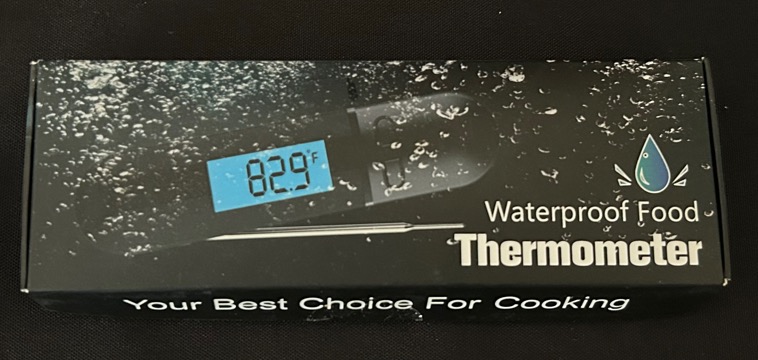 82.9°F
Waterproof Food
Thermometer
Your Best Choice For Cooking